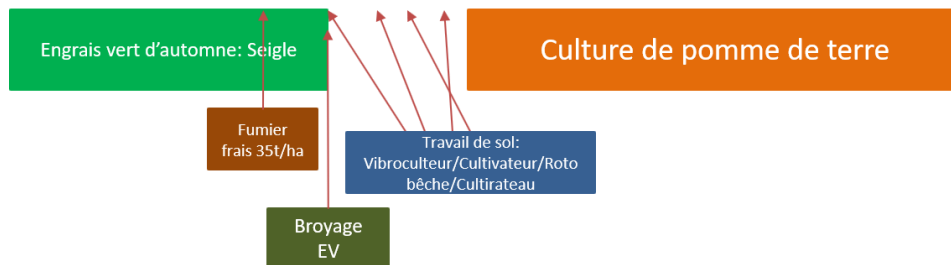 Engrais vert d'automne: Seigle
Culture de pomme de terre
Fumier
frais 35t/ha
Travail de sol:
Vibroculteur/Cultivateur/Roto
bêche/Cultirateau
Broyage
EV